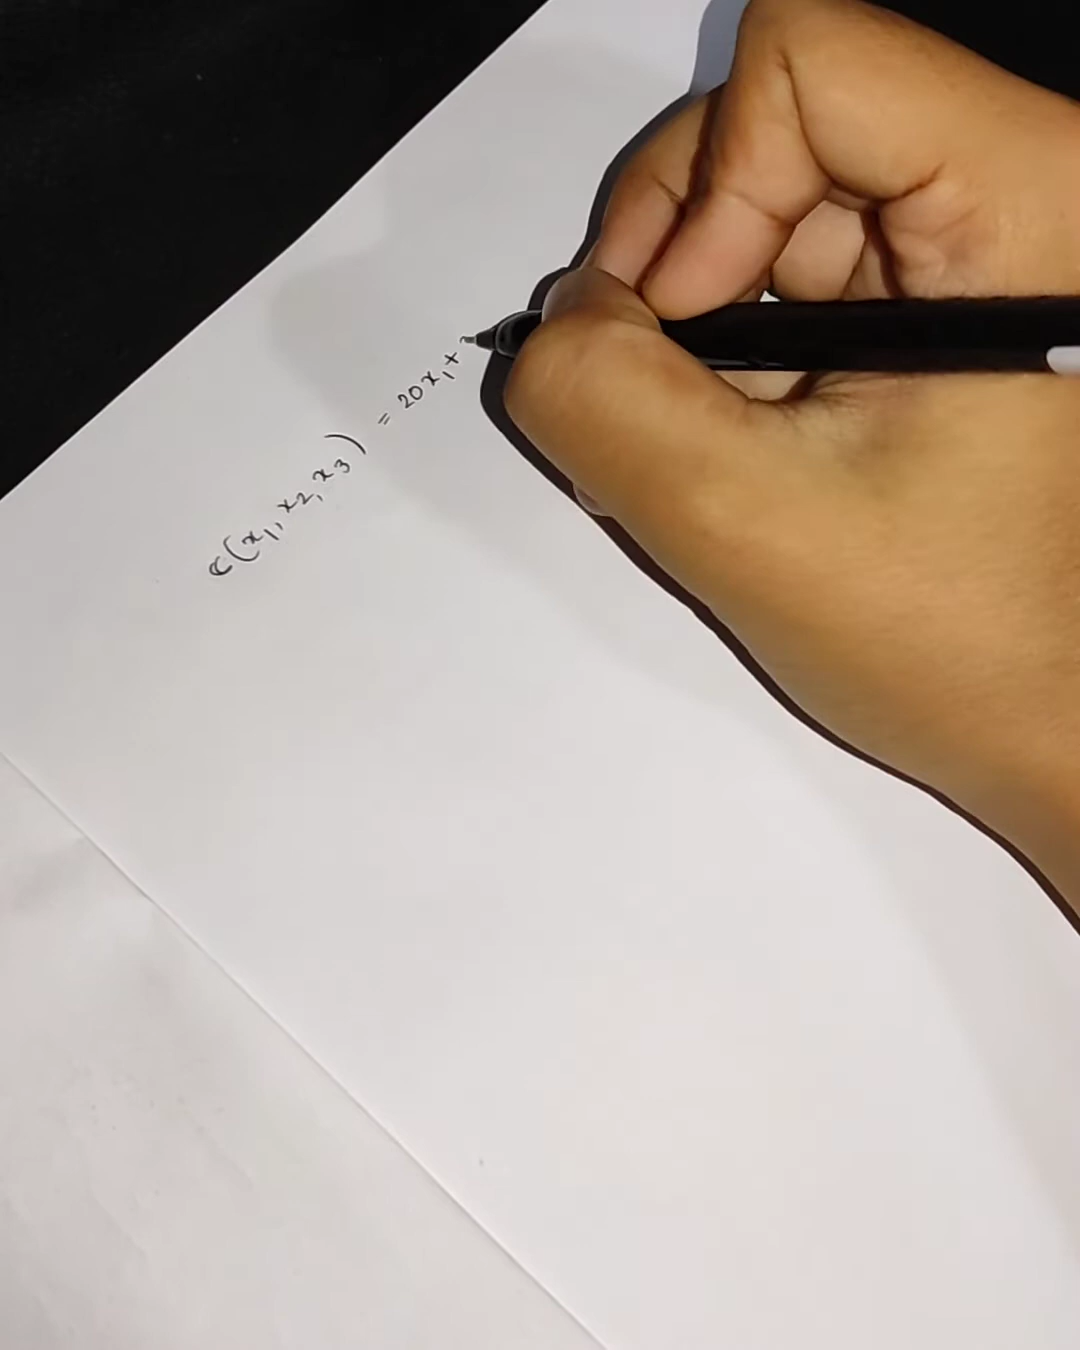 C(x₁, x₂, x₃) = 20x₁ +